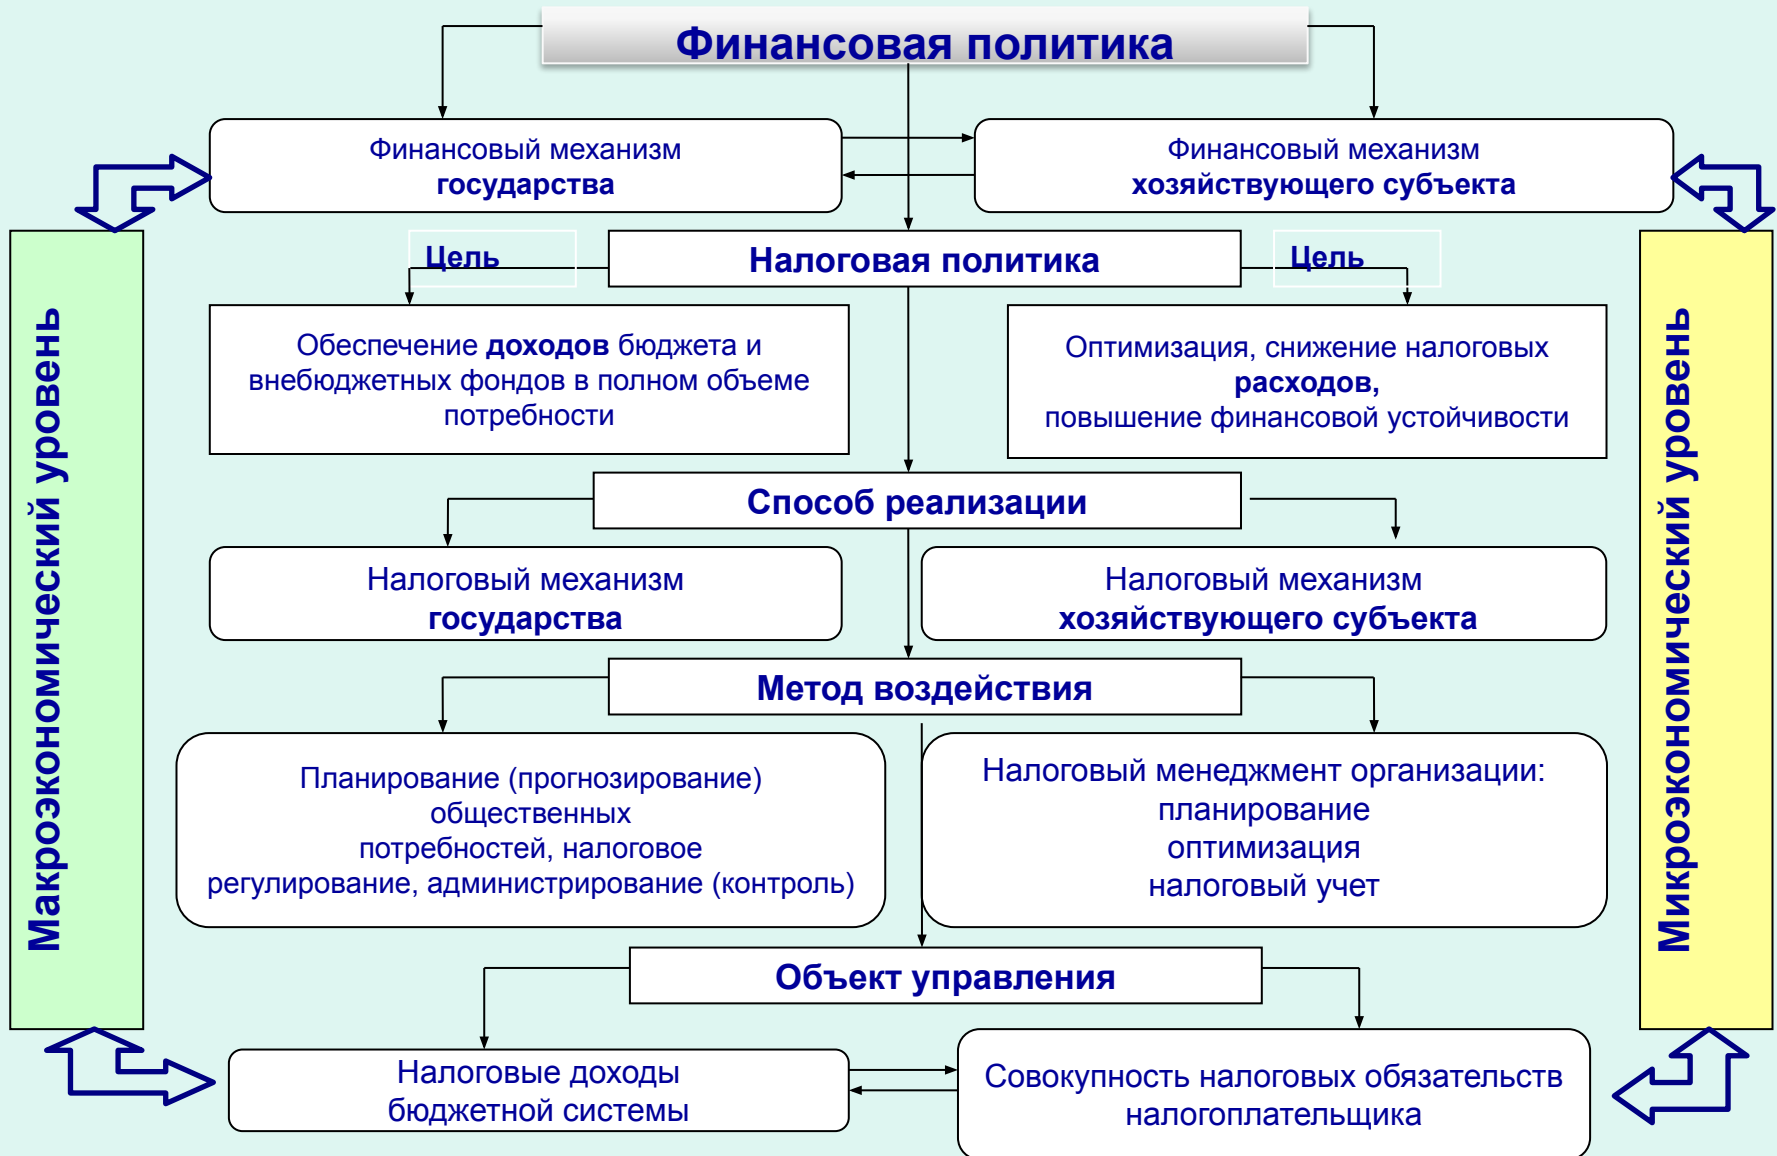 Финансовая политика
Финансовый механизм
государства
Финансовый механизм
хозяйствующего субъекта
Макроэкономический уровень
Микроэкономический уровень
Цель
Налоговая политика
Цель
Обеспечение доходов бюджета и
внебюджетных фондов в полном объеме
потребности
Оптимизация, снижение налоговых
расходов,
повышение финансовой устойчивости
Способ реализации
Налоговый механизм
государства
Налоговый механизм
хозяйствующего субъекта
Метод воздействия
Планирование (прогнозирование)
общественных
потребностей, налоговое
регулирование, администрирование (контроль)
Налоговый менеджмент организации:
планирование
оптимизация
налоговый учет
Объект управления
Налоговые доходы
бюджетной системы
Совокупность налоговых обязательств
налогоплательщика